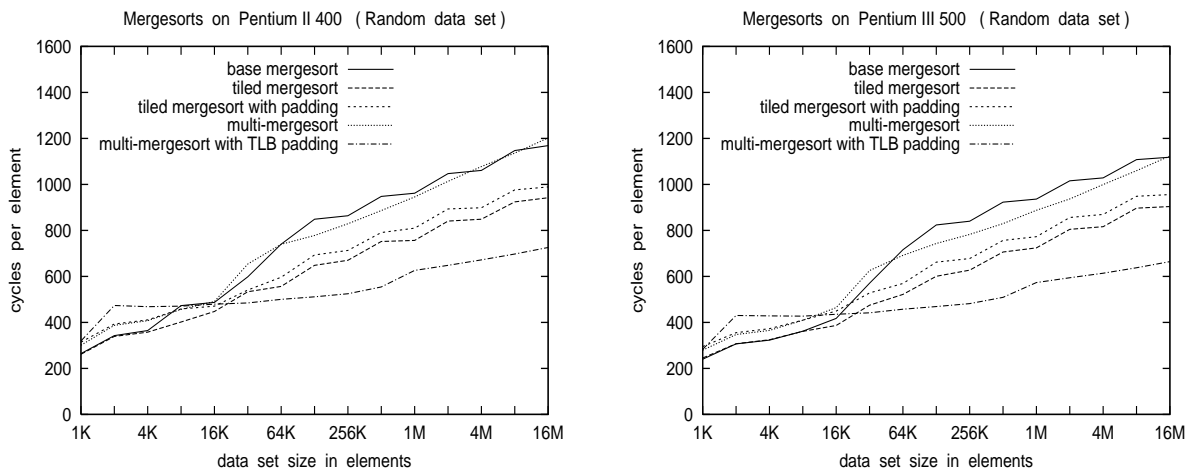 Mergesorts on Pentium II 400 ( Random data set )
1600
1400
1200
1000
800
600
400
200
0
cycles per element
base mergesort
tiled mergesort
tiled mergesort with padding
multi-mergesort
multi-mergesort with TLB padding
1K 4K 16K 64K 256K 1M 4M 16M
data set size in elements
Mergesorts on Pentium III 500 ( Random data set )
1600
1400
1200
1000
800
600
400
200
0
cycles per element
base mergesort
tiled mergesort
tiled mergesort with padding
multi-mergesort
multi-mergesort with TLB padding
1K 4K 16K 64K 256K 1M 4M 16M
data set size in elements